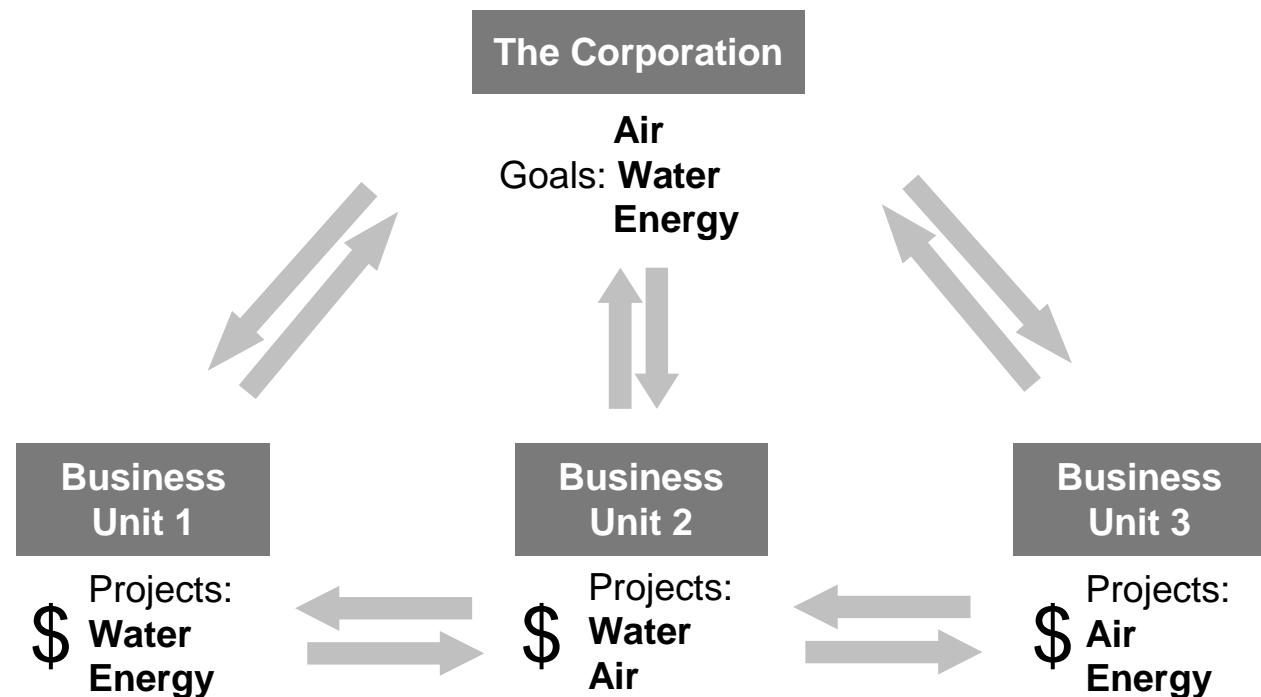 The Corporation
Air
Goals: Water
Energy
Business
Unit 1
Business
Unit 2
Business
Unit 3
$ Projects:
Water
Energy
$ Projects:
Water
Air
$ Projects:
Air
Energy